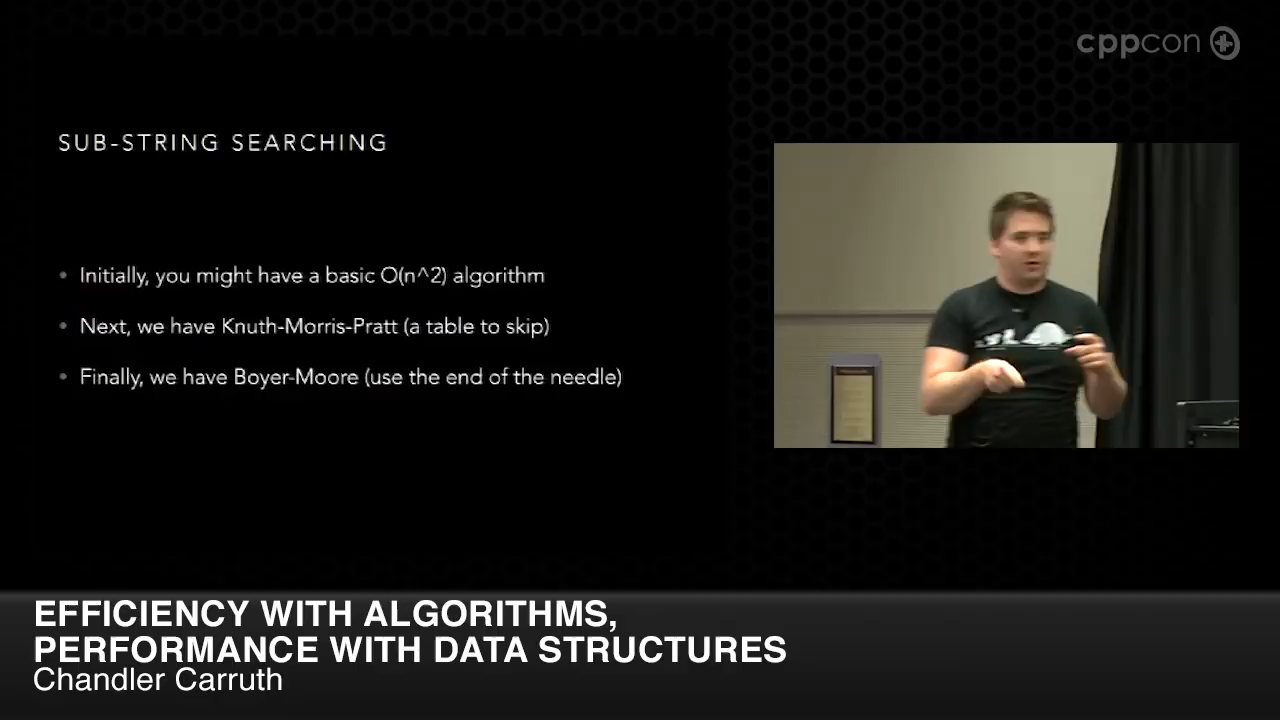 cppcon
SUB-STRING SEARCHING
• Initially, you might have a basic O(n^2) algorithm
• Next, we have Knuth-Morris-Pratt (a table to skip)
• Finally, we have Boyer-Moore (use the end of the needle)
EFFICIENCY WITH ALGORITHMS,
PERFORMANCE WITH DATA STRUCTURES
Chandler Carruth